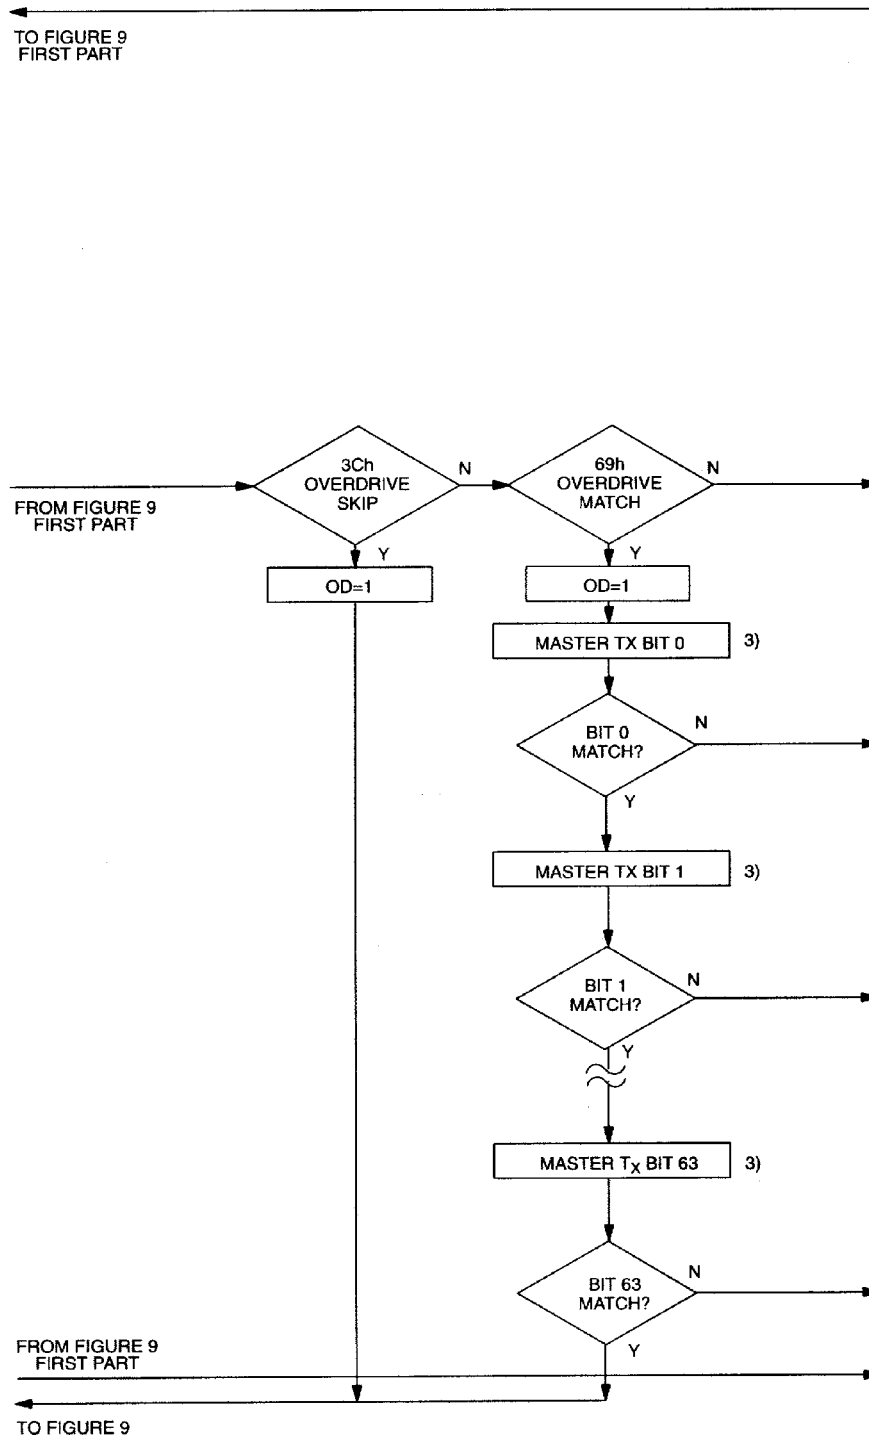 TO FIGURE 9
FIRST PART
3Ch
OVERDRIVE
SKIP
N
69h
OVERDRIVE
MATCH
N
FROM FIGURE 9
FIRST PART
Y
Y
OD=1
OD=1
MASTER TX BIT 0
3)
BIT 0
MATCH?
N
Y
MASTER TX BIT 1
3)
BIT 1
MATCH?
N
Y
MASTER TX BIT 63
3)
BIT 63
MATCH?
N
Y
FROM FIGURE 9
FIRST PART
TO FIGURE 9